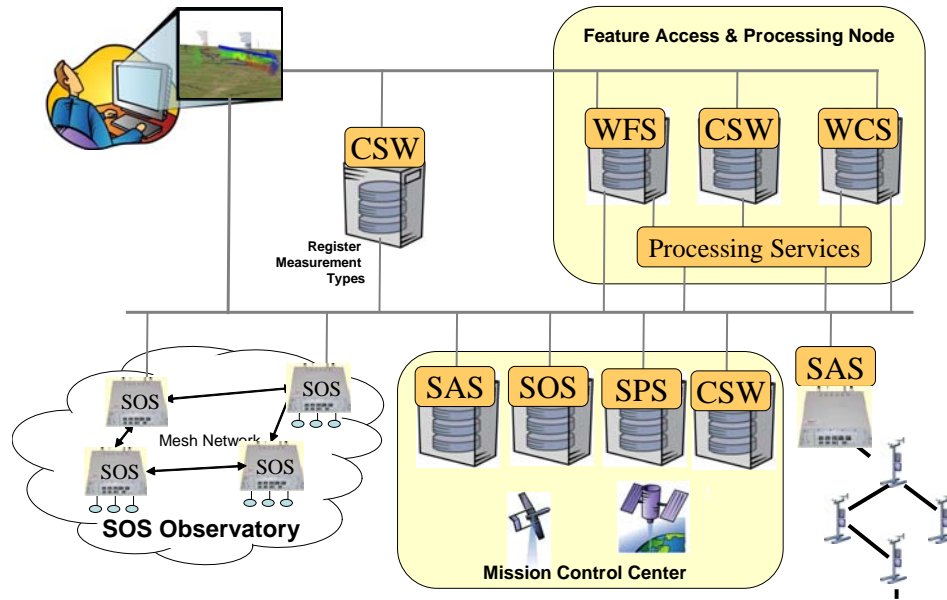 Feature Access & Processing Node
CSW
WFS
CSW
WCS
Register
Measurement
Types
Processing Services
SOS
SOS
Mesh Network
SOS
SOS
SOS Observatory
SAS
SOS
SPS
CSW
Mission Control Center
SAS